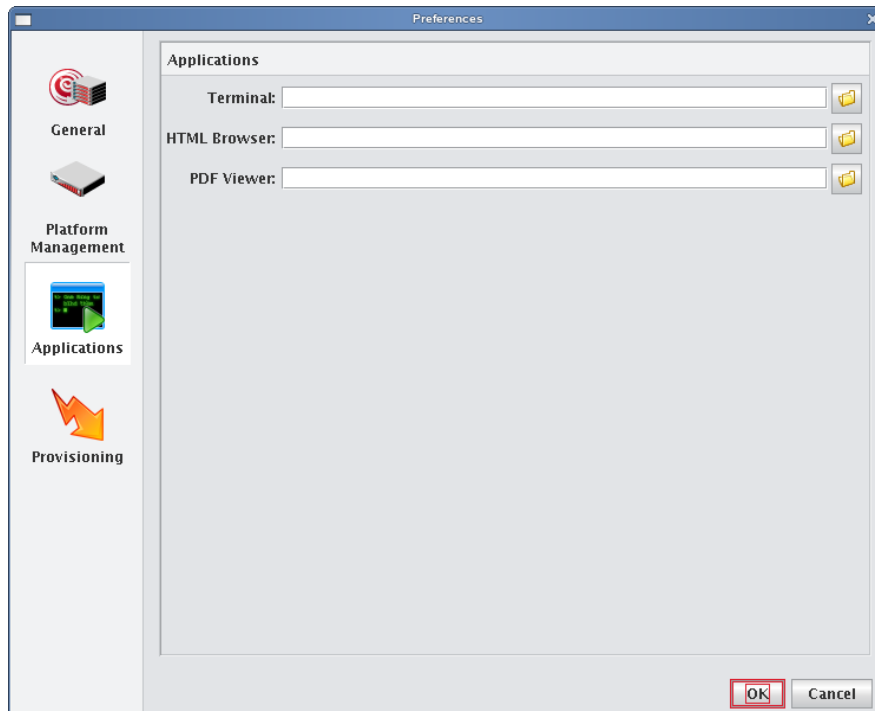 Preferences
General
Platform
Management
Applications
Provisioning
Applications
Terminal:
HTML Browser:
PDF Viewer:
OK
Cancel